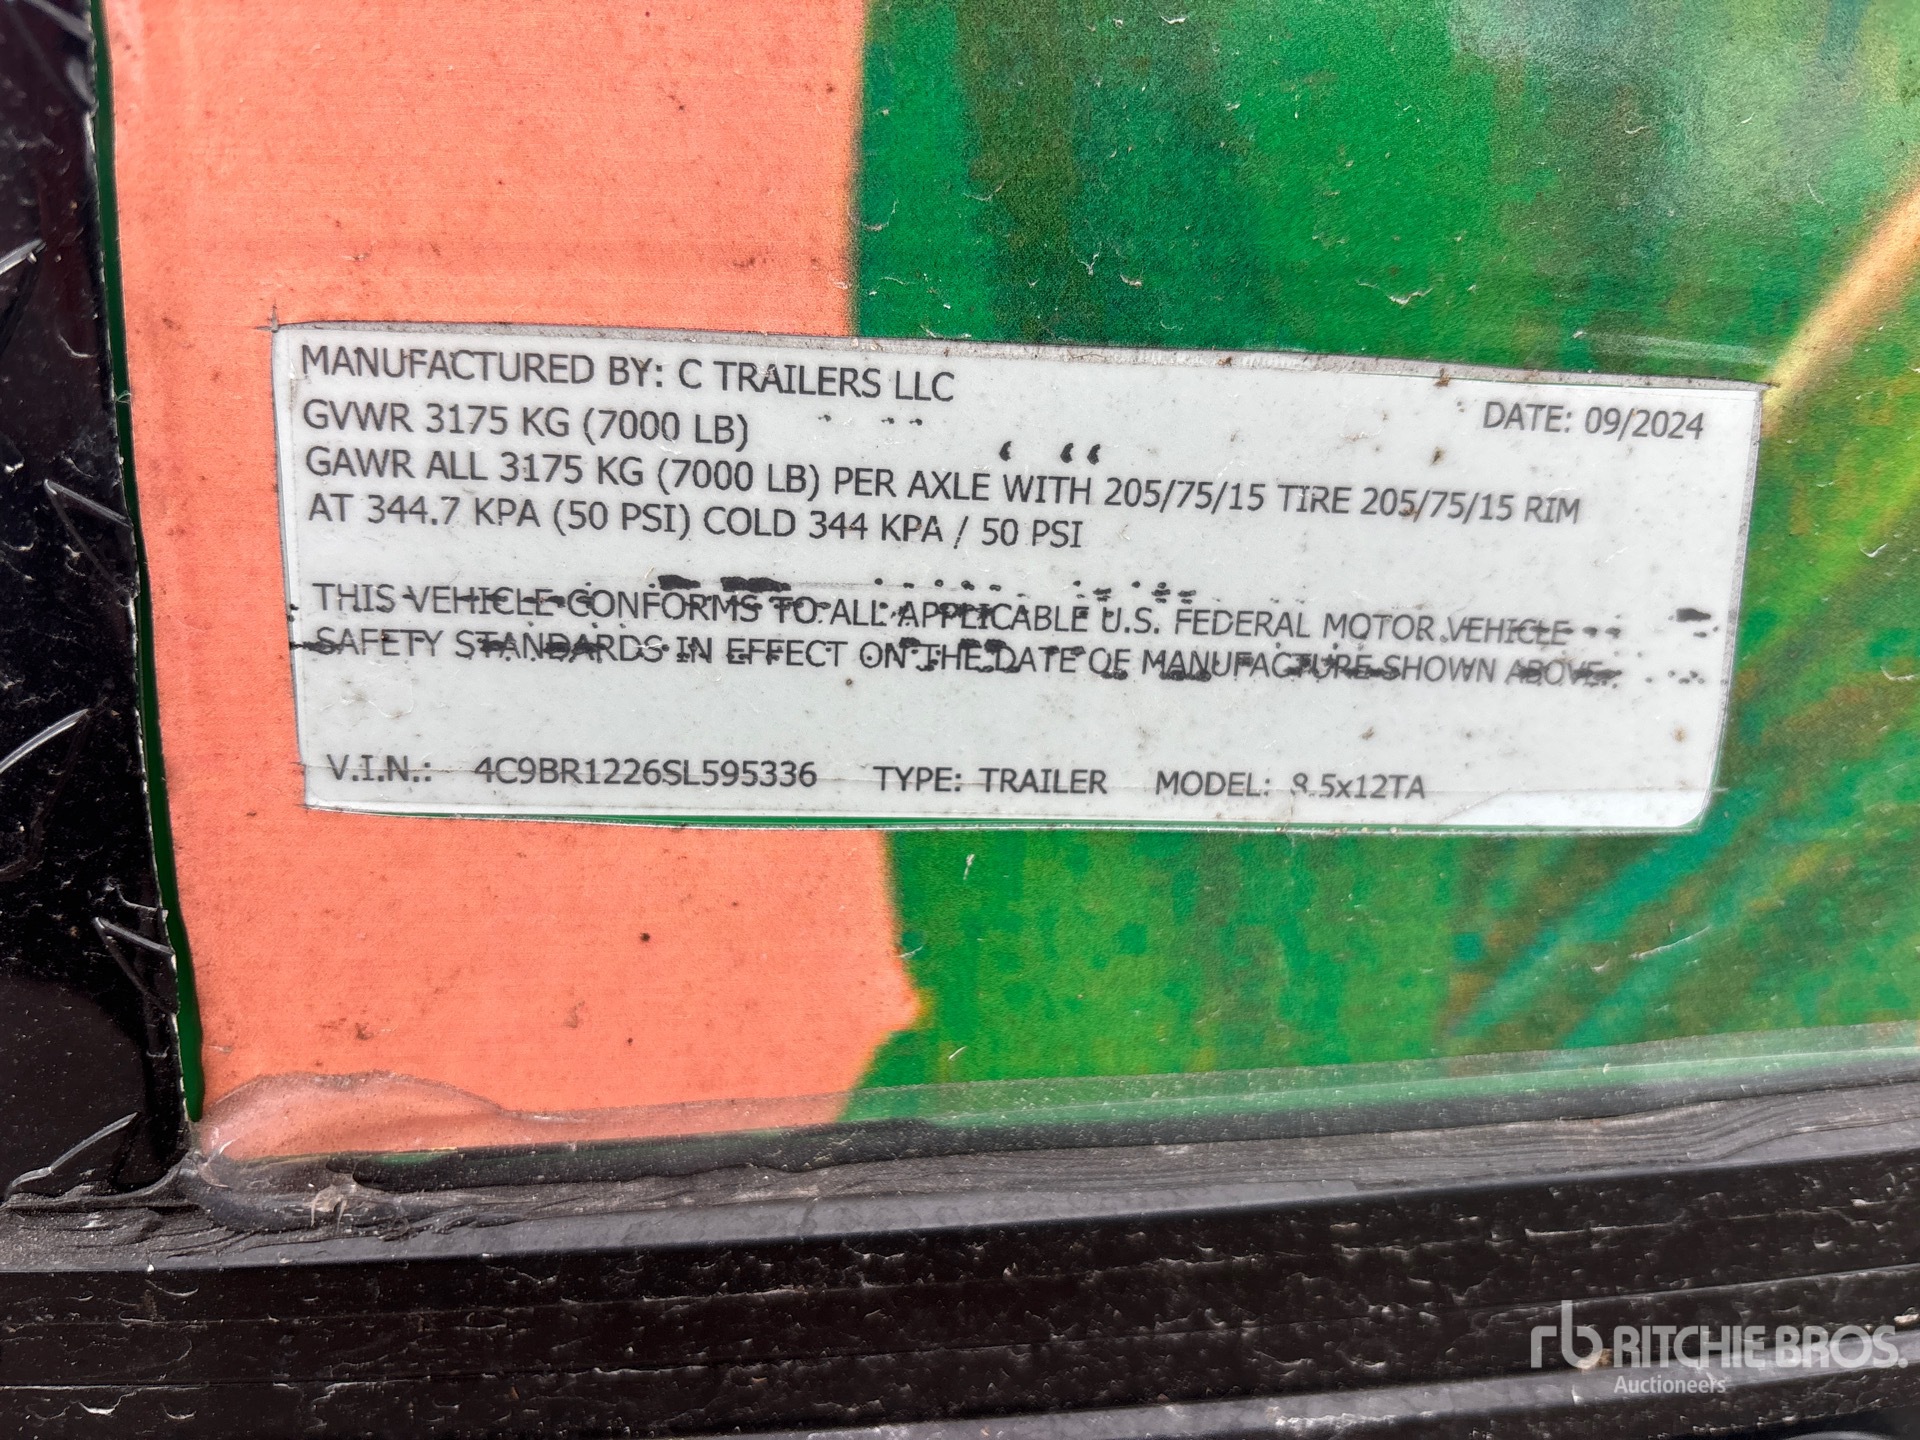 MANUFACTURED BY: C TRAILERS LLC
DATE: 09/2024
GVWR 3175 KG (7000 LB)
GAWR ALL 3175 KG (7000 LB) PER AXLE WITH 205/75/15 TIRE 205/75/15 RIM
AT 344.7 KPA (50 PSI) COLD 344 KPA / 50 PSI
THIS VEHICLE CONFORMS TO ALL APPLICABLE U.S. FEDERAL MOTOR VEHICLE
SAFETY STANDARDS IN EFFECT ON THE DATE OF MANUFACTURE SHOWN ABOVE.
V.I.N.: 4C9BR1226SL595336 TYPE: TRAILER MODEL: 8.5x12TA
rb RITCHIE BROS.
Auctioneers